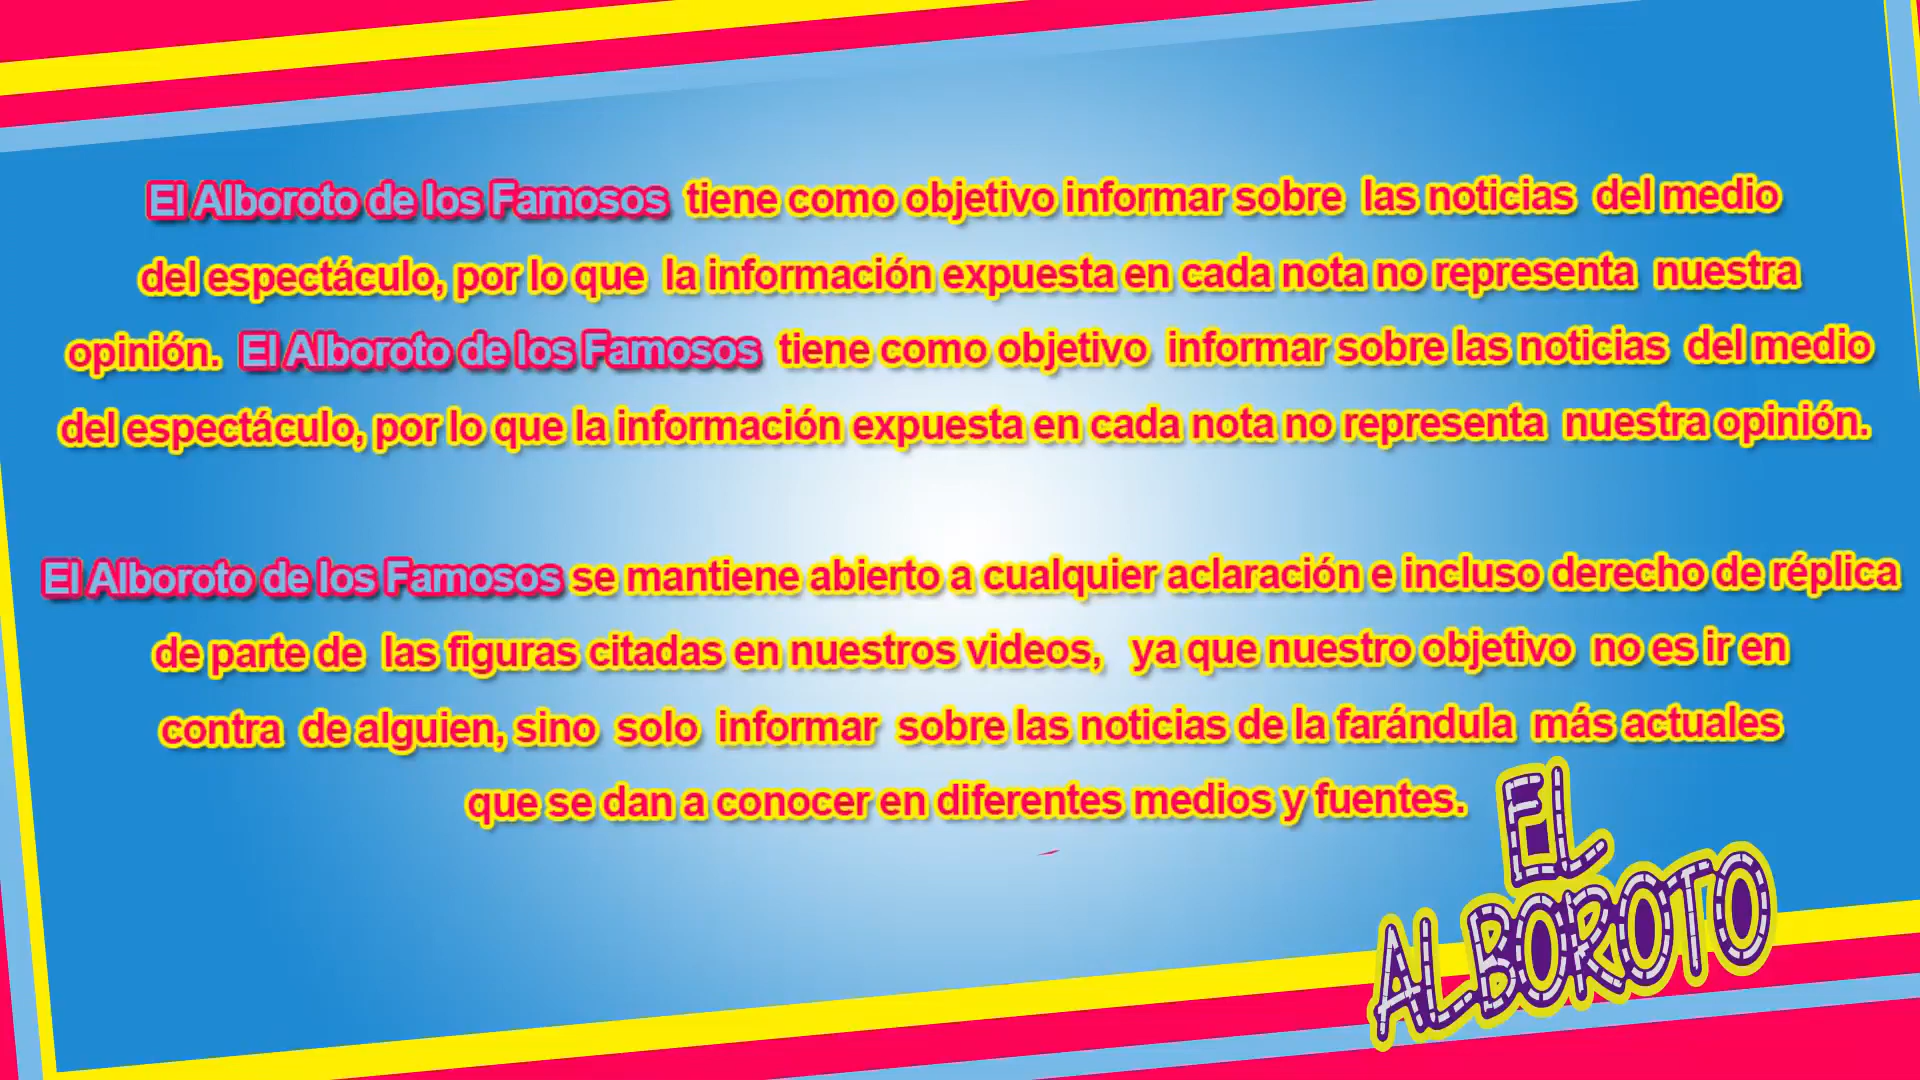 El Alboroto de los Famosos tiene como objetivo informar sobre las noticias del medio
del espectáculo, por lo que la información expuesta en cada nota no representa nuestra
opinión. El Alboroto de los Famosos tiene como objetivo informar sobre las noticias del medio
del espectáculo, por lo que la información expuesta en cada nota no representa nuestra opinión.
El Alboroto de los Famosos se mantiene abierto a cualquier aclaración e incluso derecho de réplica
de parte de las figuras citadas en nuestros videos, ya que nuestro objetivo no es ir en
contra de alguien, sino solo informar sobre las noticias de la farándula más actuales
que se dan a conocer en diferentes medios y fuentes.
EL
ALBOROTO